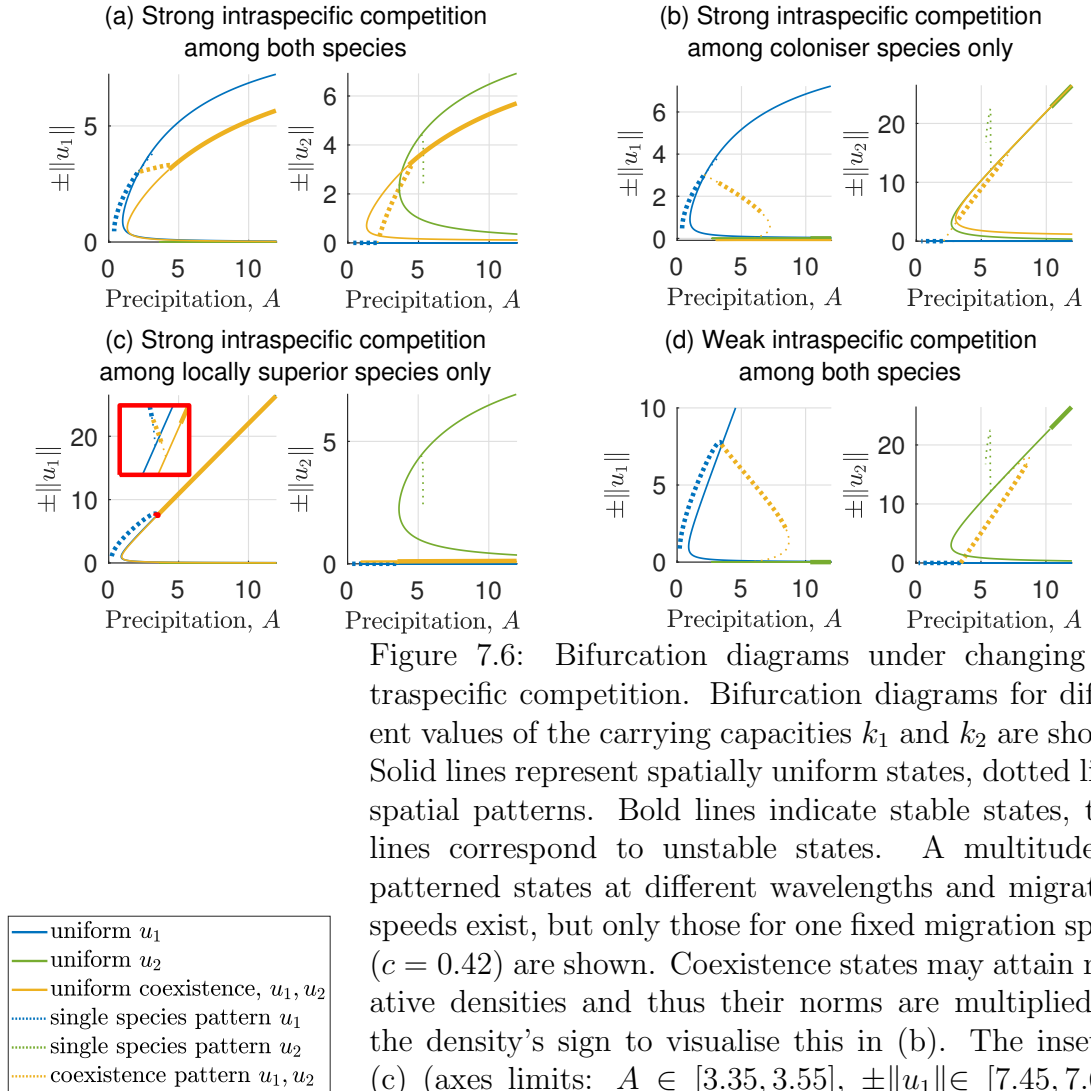 (a) Strong intraspecific competition
among both species
(b) Strong intraspecific competition
among coloniser species only
±‖u1‖
5
0
0 5 10
Precipitation, A
±‖u2‖
6
4
2
0
0 5 10
Precipitation, A
±‖u1‖
6
4
2
0
0 5 10
Precipitation, A
±‖u2‖
20
10
0
0 5 10
Precipitation, A
(c) Strong intraspecific competition
among locally superior species only
(d) Weak intraspecific competition
among both species
±‖u1‖
20
10
0
0 5 10
Precipitation, A
±‖u2‖
5
0
0 5 10
Precipitation, A
±‖u1‖
10
5
0
0 5 10
Precipitation, A
±‖u2‖
20
10
0
0 5 10
Precipitation, A
Figure 7.6: Bifurcation diagrams under changing
traspecific competition. Bifurcation diagrams for dif
ent values of the carrying capacities k1 and k2 are sho
Solid lines represent spatially uniform states, dotted li
spatial patterns. Bold lines indicate stable states, t
lines correspond to unstable states. A multitude
patterned states at different wavelengths and migrat
speeds exist, but only those for one fixed migration sp
(c = 0.42) are shown. Coexistence states may attain n
ative densities and thus their norms are multiplied
the density's sign to visualise this in (b). The inse
(c) (axes limits: A ∈ [3.35, 3.55], ±‖u1‖∈ [7.45, 7.
uniform u1
uniform u2
uniform coexistence, u1, u2
single species pattern u1
single species pattern u2
coexistence pattern u1, u2